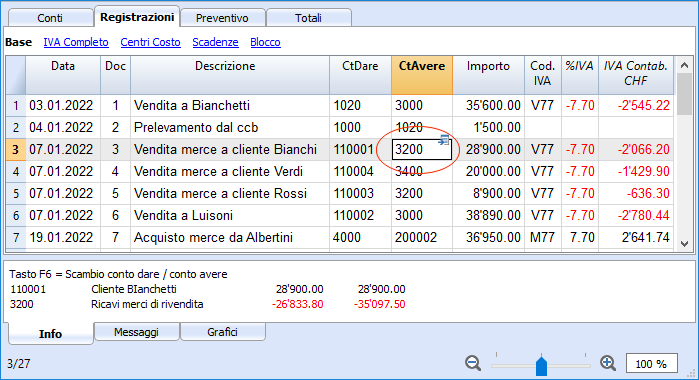 Conti Registrazioni Preventivo Totali
Base IVA Completo Centri Costo Scadenze Blocco
Data Doc Descrizione CtDare CtAvere Importo Cod. IVA %IVA IVA Contab. CHF
1 03.01.2022 1 Vendita a Bianchetti 1020 3000 35'600.00 V77 -7.70 -2'545.22
2 04.01.2022 2 Prelevamento dal ccb 1000 1020 1'500.00
3 07.01.2022 3 Vendita merce a cliente Bianchi 110001 3200 28'900.00 V77 -7.70 -2'066.20
4 07.01.2022 4 Vendita merce a cliente Verdi 110004 3400 20'000.00 V77 -7.70 -1'429.90
5 07.01.2022 5 Vendita merce a cliente Rossi 110003 3200 8'900.00 V77 -7.70 -636.30
6 07.01.2022 6 Vendita a Luisoni 110002 3000 38'890.00 V77 -7.70 -2'780.44
7 19.01.2022 7 Acquisto merce da Albertini 4000 200002 36'950.00 M77 7.70 2'641.74
Tasto F6 = Scambio conto dare / conto avere
110001 Cliente BIanchetti 28'900.00 28'900.00
3200 Ricavi merci di rivendita -26'833.80 -35'097.50
Info Messaggi Grafici
3/27 100 %